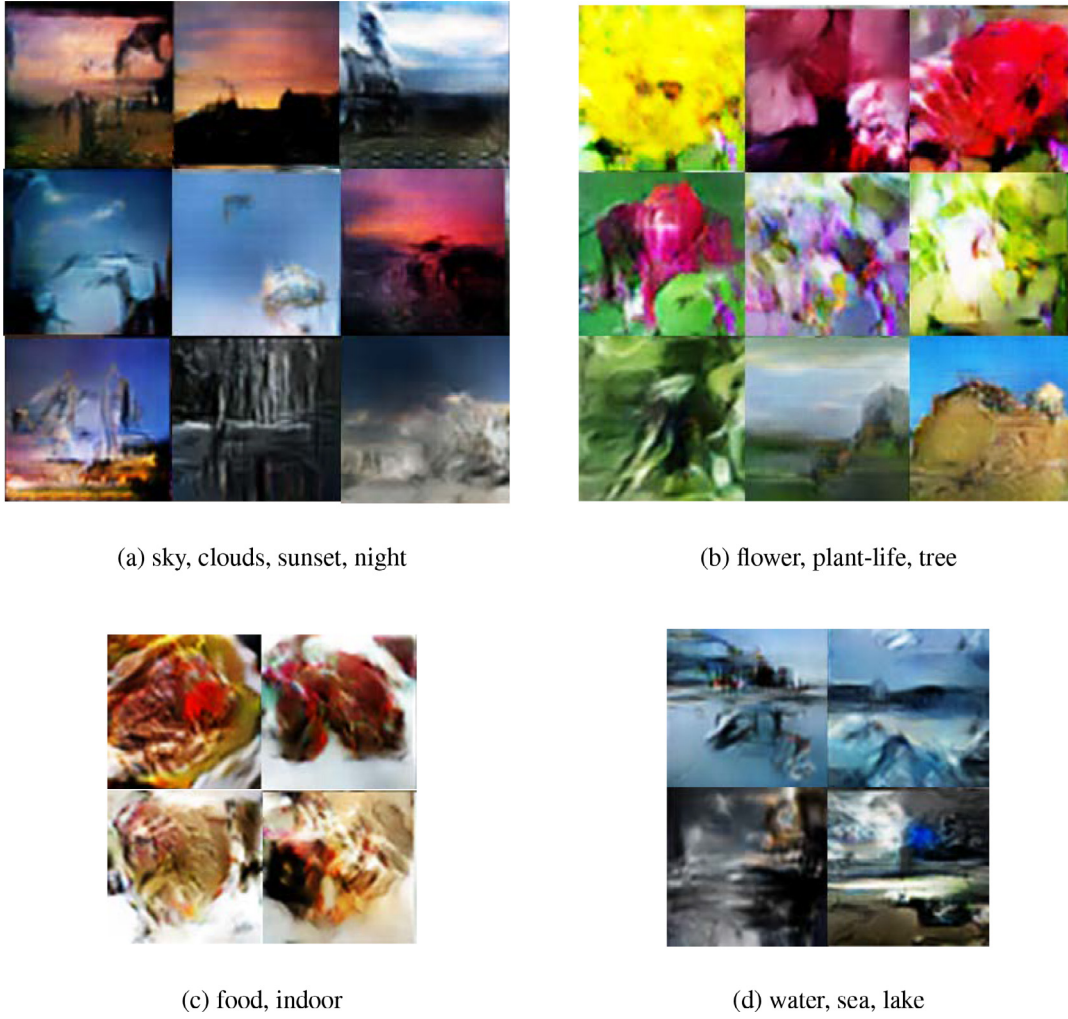 (a) sky, clouds, sunset, night
(b) flower, plant-life, tree
(c) food, indoor
(d) water, sea, lake